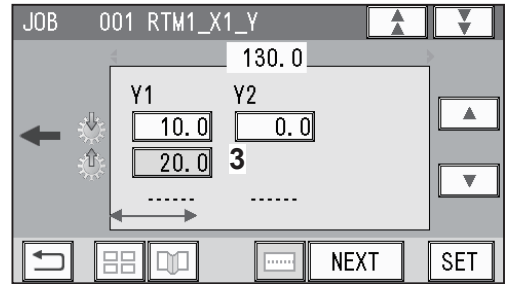 JOB 001 RTM1_X1_Y
130.0
Y1 Y2
10.0 0.0
20.0 3
------ ------
NEXT SET